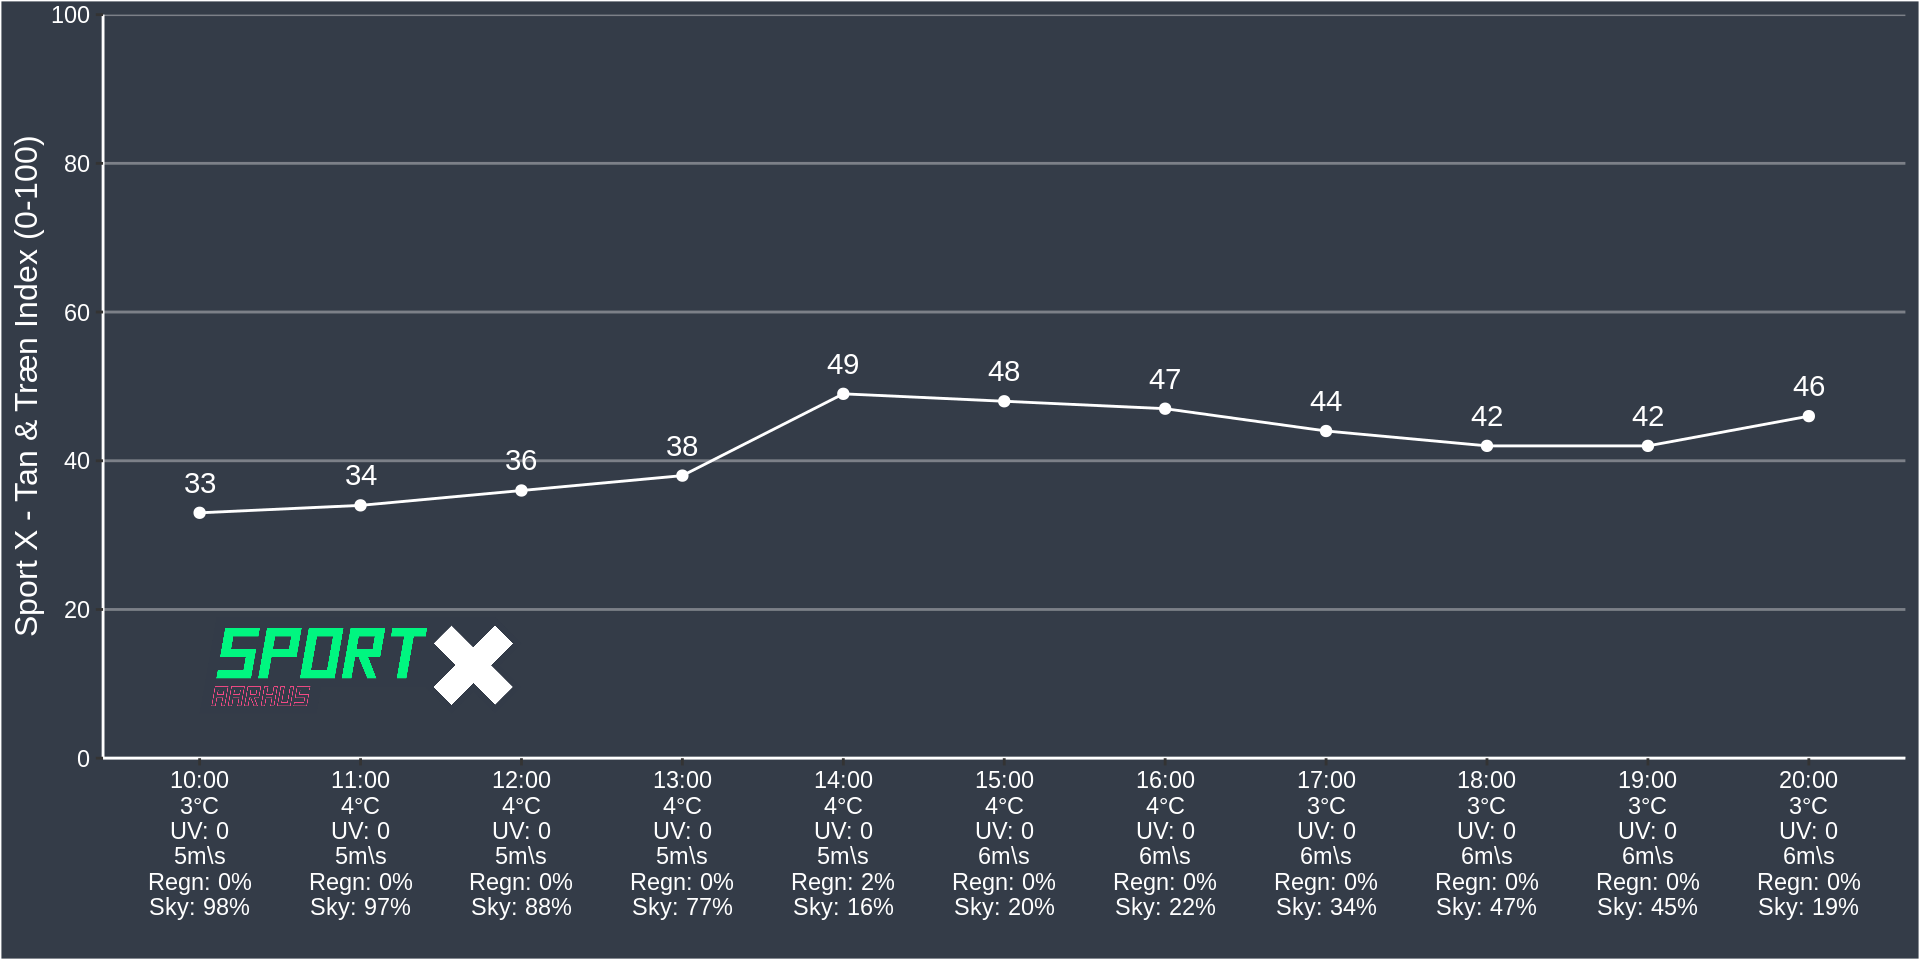 Sport X - Tan & Træn Index (0-100)
100
80
60
40
20
0
33
34
36
38
49
48
47
44
42
42
46
SPORT X
AARHUS
10:00 11:00 12:00 13:00 14:00 15:00 16:00 17:00 18:00 19:00 20:00
3°C 4°C 4°C 4°C 4°C 4°C 4°C 3°C 3°C 3°C 3°C
UV: 0 UV: 0 UV: 0 UV: 0 UV: 0 UV: 0 UV: 0 UV: 0 UV: 0 UV: 0 UV: 0
5m\s 5m\s 5m\s 5m\s 5m\s 6m\s 6m\s 6m\s 6m\s 6m\s 6m\s
Regn: 0% Regn: 0% Regn: 0% Regn: 0% Regn: 2% Regn: 0% Regn: 0% Regn: 0% Regn: 0% Regn: 0% Regn: 0%
Sky: 98% Sky: 97% Sky: 88% Sky: 77% Sky: 16% Sky: 20% Sky: 22% Sky: 34% Sky: 47% Sky: 45% Sky: 19%